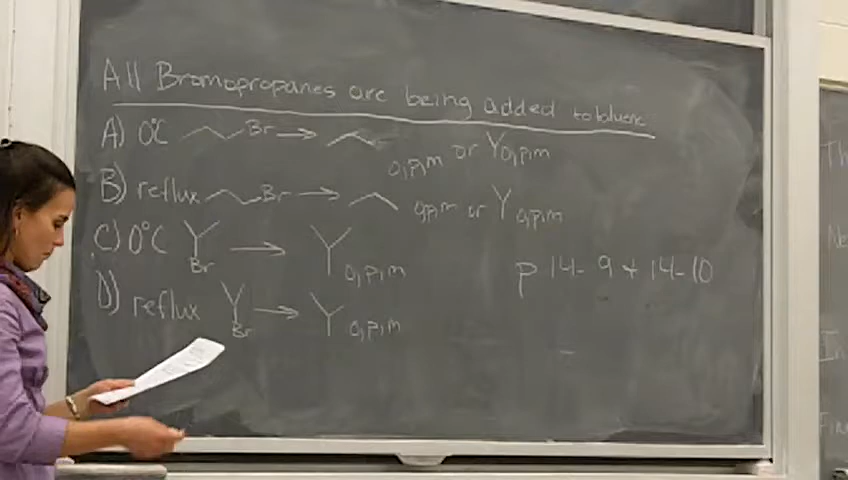 All Bromopropanes are being added to toluene
A) 0°C Br → o,p,m or o,p,m
B) reflux Br → o,p,m or o,p,m
C) 0°C Br → o,p,m
D) reflux Br → o,p,m
p 14-9 + 14-10